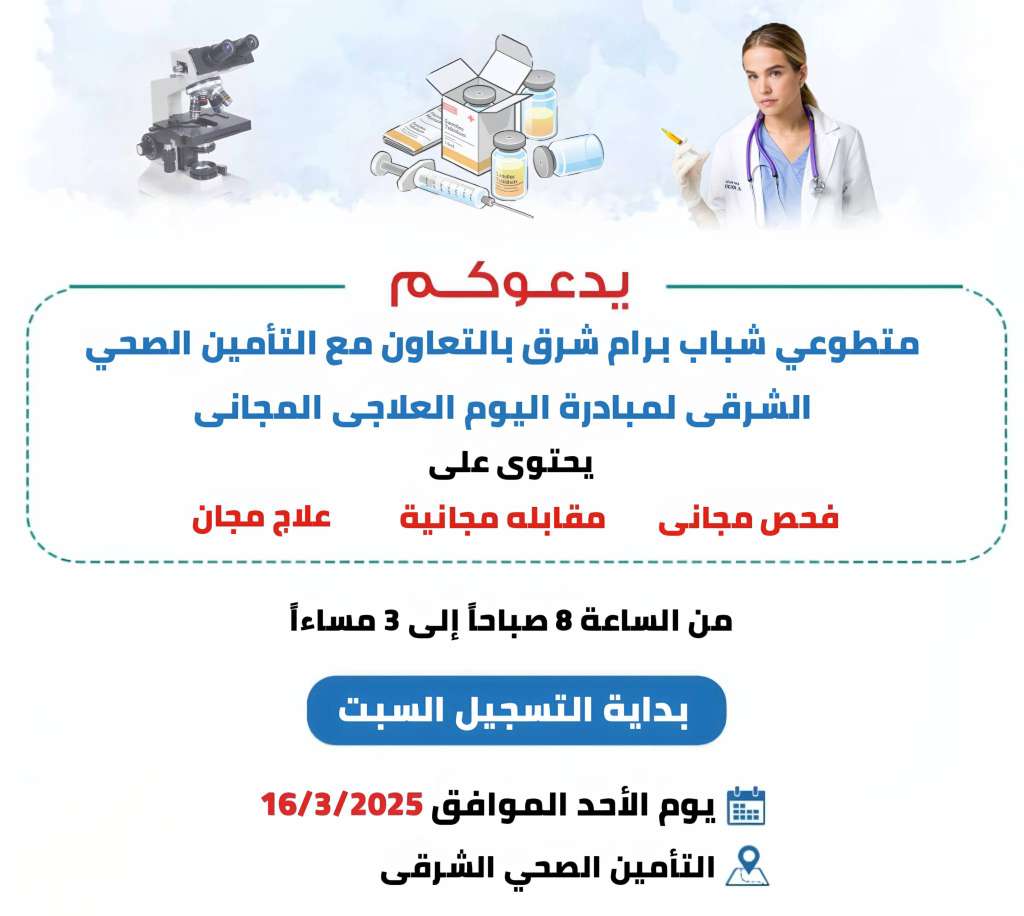 يدعوكم
متطوعي شباب برام شرق بالتعاون مع التأمين الصحي
الشرقى لمبادرة اليوم العلاجى المجانى
يحتوى على
فحص مجانى مقابله مجانية علاج مجان
من الساعة 8 صباحاً إلى 3 مساءاً
بداية التسجيل السبت
يوم الأحد الموافق 16/3/2025
التأمين الصحي الشرقى